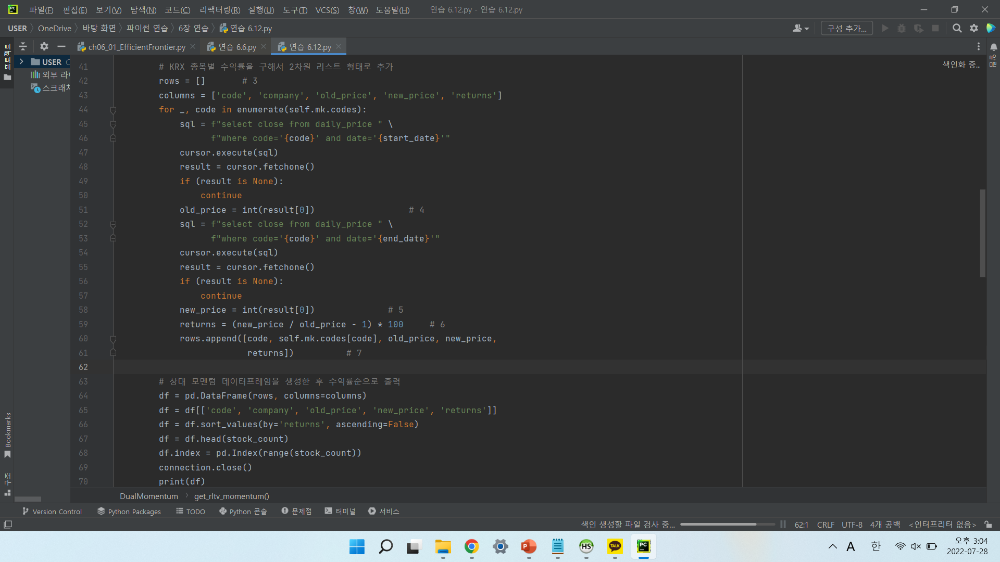 파일(F) 편집(E) 보기(V) 탐색(N) 코드(C) 리팩터링(R) 실행(U) 도구(T) VCS(S) 창(W) 도움말(H) 연습 6.12.py - 연습 6.12.py
USER OneDrive 바탕 화면 파이썬 연습 6장 연습 연습 6.12.py 구성 추가...
ch06_01_EfficientFrontier.py 연습 6.6.py 연습 6.12.py
프로젝트
USER
외부 라
스크래치
알림
색인화 중...
41 # KRX 종목별 수익률을 구해서 2차원 리스트 형태로 추가
42 rows = [] # 3
43 columns = ['code', 'company', 'old_price', 'new_price', 'returns']
44 for _, code in enumerate(self.mk.codes):
45 sql = f"select close from daily_price " \
46 f"where code='{code}' and date='{start_date}'"
47 cursor.execute(sql)
48 result = cursor.fetchone()
49 if (result is None):
50 continue
51 old_price = int(result[0]) # 4
52 sql = f"select close from daily_price " \
53 f"where code='{code}' and date='{end_date}'"
54 cursor.execute(sql)
55 result = cursor.fetchone()
56 if (result is None):
57 continue
58 new_price = int(result[0]) # 5
59 returns = (new_price / old_price - 1) * 100 # 6
60 rows.append([code, self.mk.codes[code], old_price, new_price,
61 returns]) # 7
62
63 # 상대 모멘텀 데이터프레임을 생성한 후 수익률순으로 출력
64 df = pd.DataFrame(rows, columns=columns)
65 df = df[['code', 'company', 'old_price', 'new_price', 'returns']]
66 df = df.sort_values(by='returns', ascending=False)
67 df = df.head(stock_count)
68 df.index = pd.Index(range(stock_count))
69 connection.close()
70 print(df)
Bookmarks
구조
DualMomentum get_rltv_momentum()
Version Control Python Packages TODO Python 콘솔 문제점 터미널 서비스
색인 생성할 파일 검사 중... 62:1 CRLF UTF-8 4개 공백 <인터프리터 없음>
A 한 오후 3:04
2022-07-28